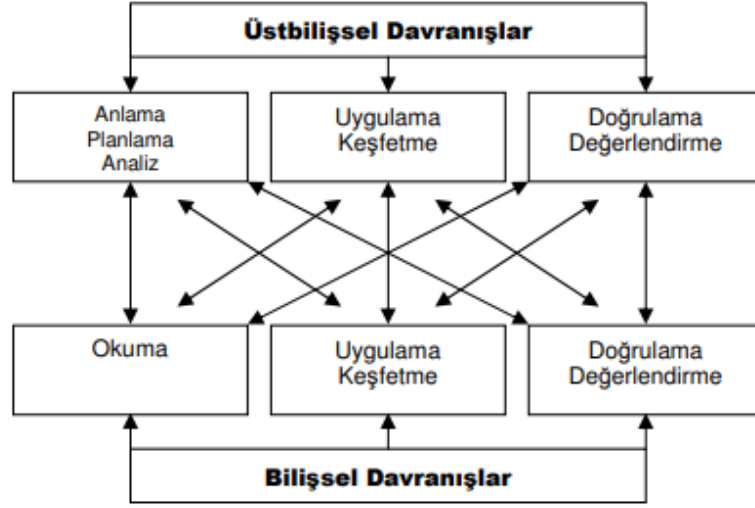 Üstbilişsel Davranışlar
Anlama
Planlama
Analiz
Uygulama
Keşfetme
Doğrulama
Değerlendirme
Okuma
Uygulama
Keşfetme
Doğrulama
Değerlendirme
Bilişsel Davranışlar